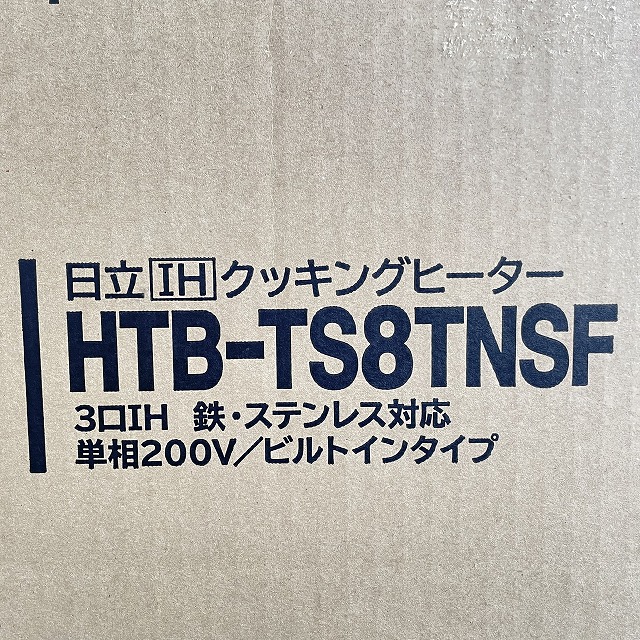 日立IHクッキングヒーター
HTB-TS8TNSF
3口IH 鉄・ステンレス対応
単相200V/ビルトインタイプ